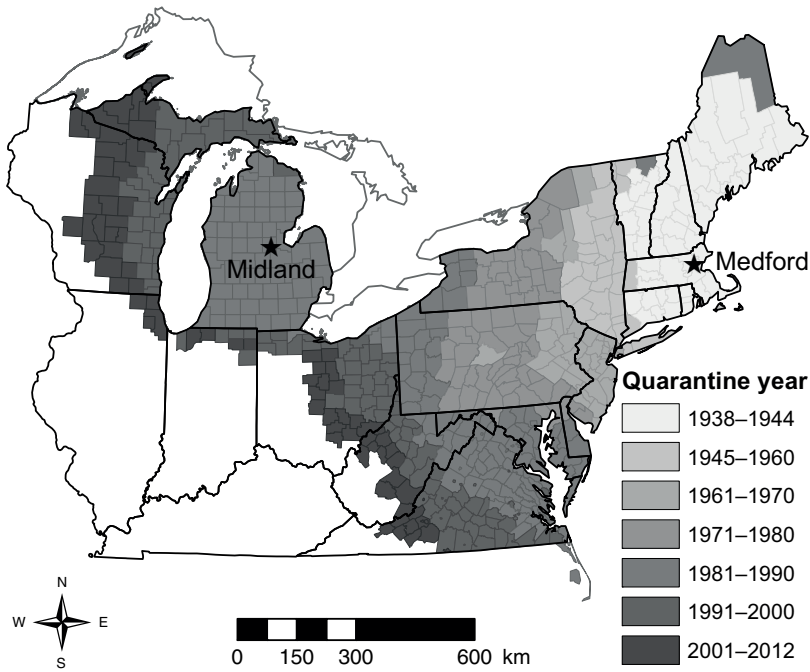 Midland
Medford
Quarantine year
1938–1944
1945–1960
1961–1970
1971–1980
1981–1990
1991–2000
2001–2012
N
W E
S
0 150 300 600 km